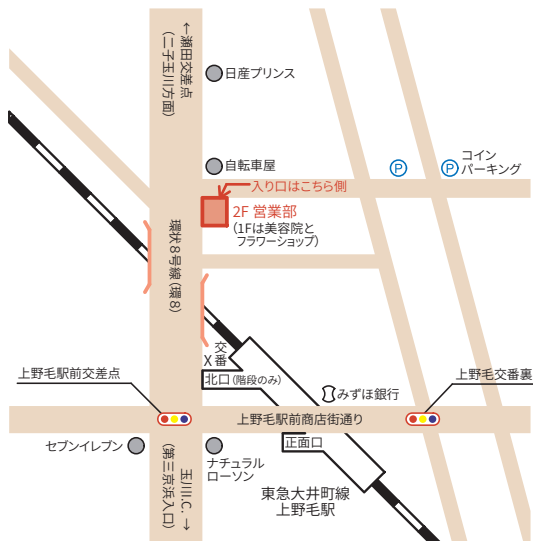 ←瀬田交差点
(二子玉川方面)
日産プリンス
自転車屋
コイン
パーキング
P
P
入り口はこちら側
2F 営業部
(1Fは美容院と
フラワーショップ)
環状8号線(環8)
交番
X
北口(階段のみ)
上野毛駅前交差点
みずほ銀行
上野毛交番裏
上野毛駅前商店街通り
セブンイレブン
正面口
ナチュラル
ローソン
玉川I.C. →
(第三京浜入口)
東急大井町線
上野毛駅